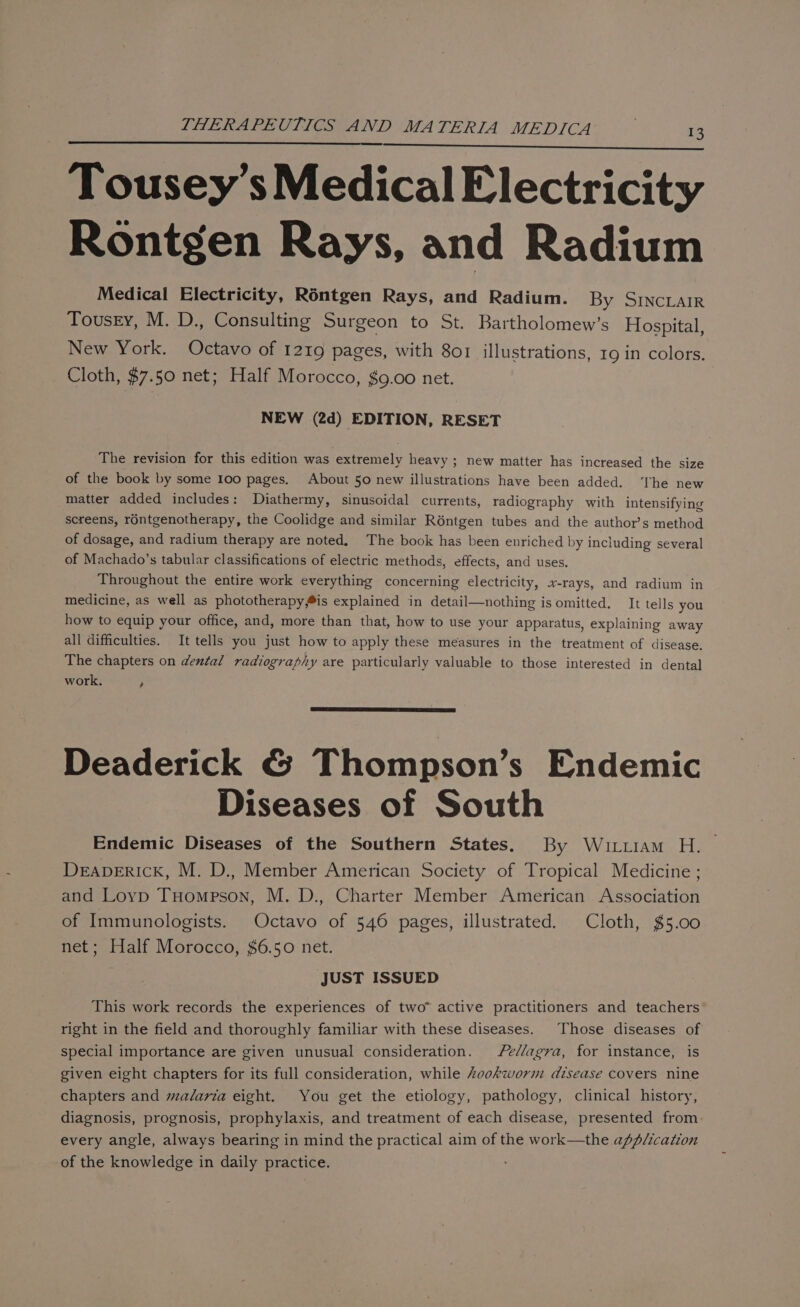 THERAPEUTICS AND MATERIA MEDICA 13
Tousey's Medical Electricity
Röntgen Rays, and Radium
Medical Electricity, Röntgen Rays, and Radium. By SINCLAIR
TOUSEY, M. D., Consulting Surgeon to St. Bartholomew's Hospital,
New York. Octavo of 1219 pages, with 801 illustrations, 19 in colors.
Cloth, $7.50 net; Half Morocco, $9.00 net.
NEW (2d) EDITION, RESET
The revision for this edition was extremely heavy; new matter has increased the size
of the book by some 100 pages. About 50 new illustrations have been added. The new
matter added includes: Diathermy, sinusoidal currents, radiography with intensifying
screens, röntgenotherapy, the Coolidge and similar Röntgen tubes and the author's method
of dosage, and radium therapy are noted. The book has been enriched by including several
of Machado's tabular classifications of electric methods, effects, and uses.
Throughout the entire work everything concerning electricity, x-rays, and radium in
medicine, as well as phototherapy, is explained in detail—nothing is omitted. It tells you
how to equip your office, and, more than that, how to use your apparatus, explaining away
all difficulties. It tells you just how to apply these measures in the treatment of disease.
The chapters on dental radiography are particularly valuable to those interested in dental
work.
Deaderick & Thompson's Endemic
Diseases of South
Endemic Diseases of the Southern States. By WILLIAM H.
DEADERICK, M. D., Member American Society of Tropical Medicine;
and LOYD THOMPSON, M. D., Charter Member American Association
of Immunologists. Octavo of 546 pages, illustrated. Cloth, $5.00
net; Half Morocco, $6.50 net.
JUST ISSUED
This work records the experiences of two active practitioners and teachers
right in the field and thoroughly familiar with these diseases. Those diseases of
special importance are given unusual consideration. Pellagra, for instance, is
given eight chapters for its full consideration, while hookworm disease covers nine
chapters and malaria eight. You get the etiology, pathology, clinical history,
diagnosis, prognosis, prophylaxis, and treatment of each disease, presented from
every angle, always bearing in mind the practical aim of the work—the application
of the knowledge in daily practice.